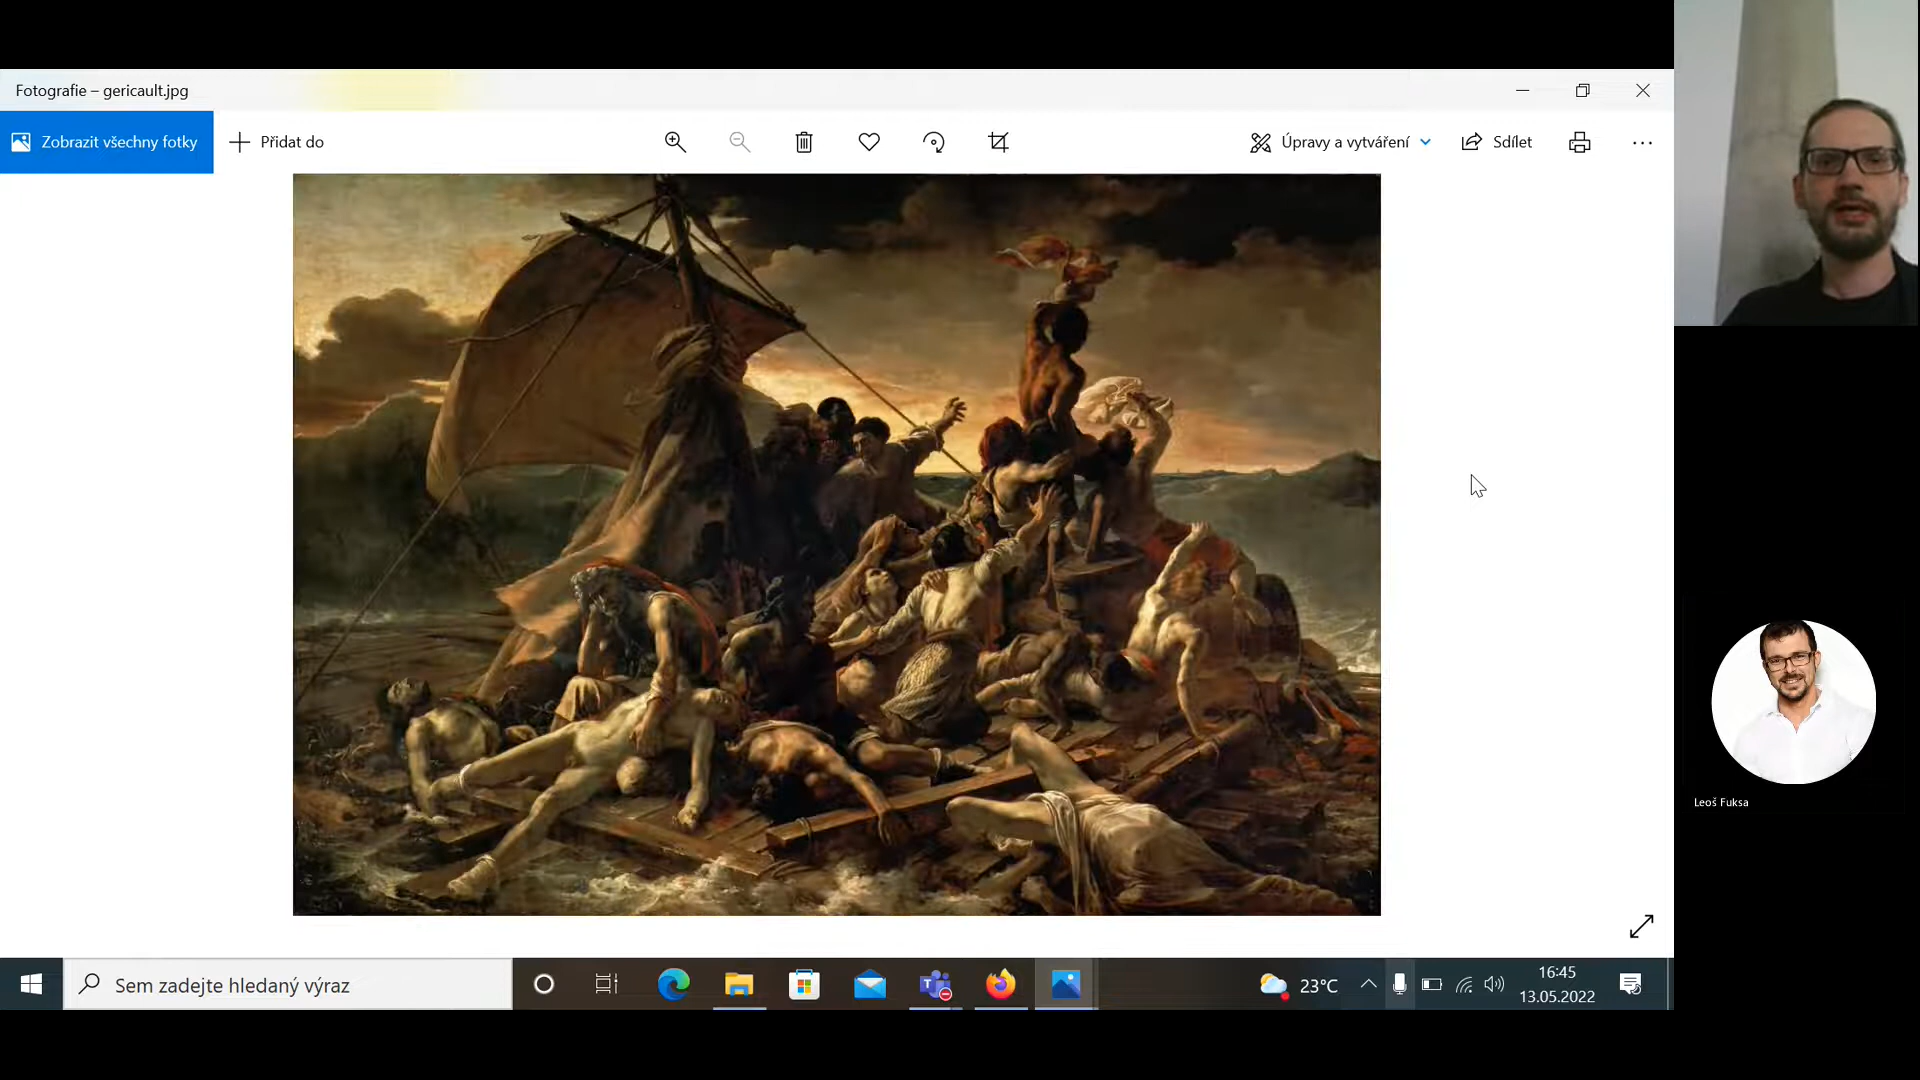 Fotografie – gericault.jpg
Zobrazit všechny fotky
Přidat do
Úpravy a vytváření
Sdílet
Leoš Fuksa
Sem zadejte hledaný výraz
23°C
16:45
13.05.2022